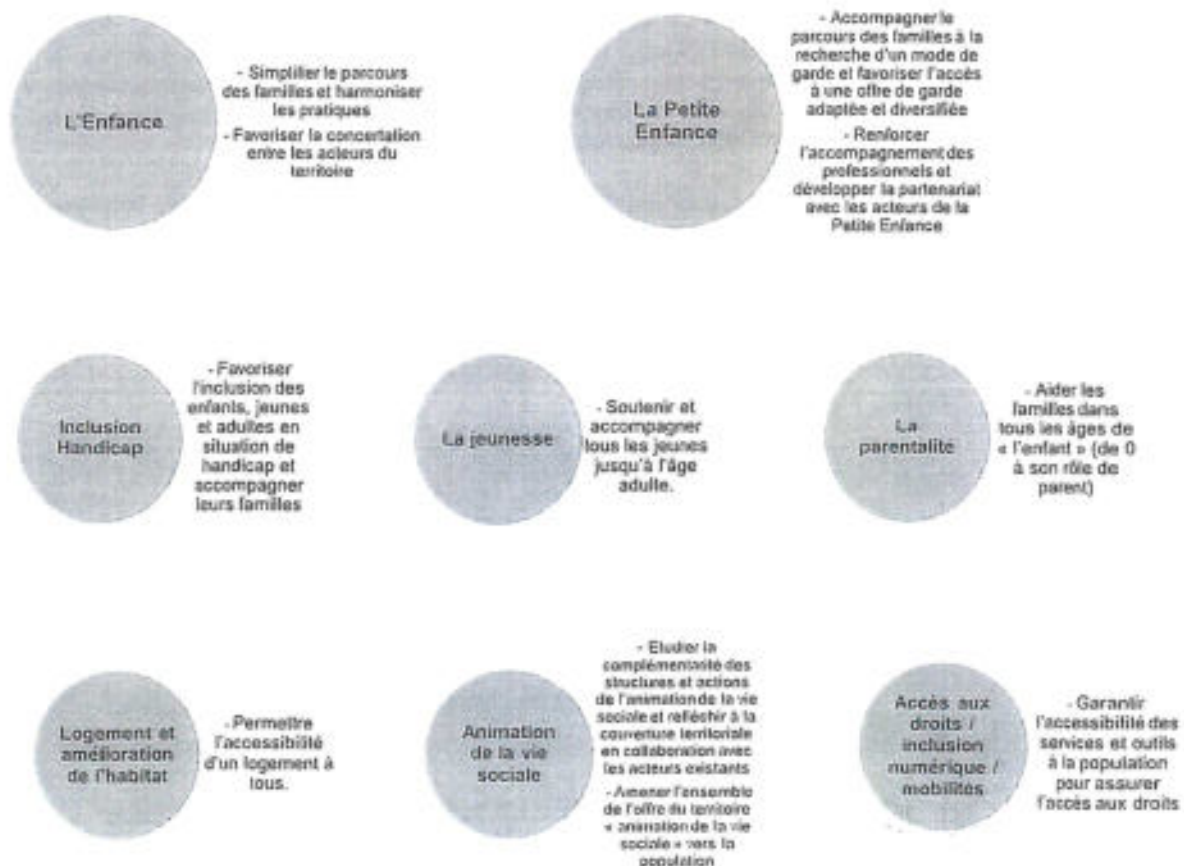 L'Enfance
- Simplifier le parcours
des familles et harmoniser
les pratiques
- Favoriser la concertation
entre les acteurs du
territoire
La Petite
Enfance
- Accompagner le
parcours des familles à la
recherche d'un mode de
garde et favoriser l'accès
à une offre de garde
adaptée et diversifiée
- Renforcer
l'accompagnement des
professionnels et
développer la partenariat
avec les acteurs de la
Petite Enfance
Inclusion
Handicap
- Favoriser
l'inclusion des
enfants, jeunes
et adultes en
situation de
handicap et
accompagner
leurs familles
La jeunesse
- Soutenir et
accompagner
tous les jeunes
jusqu'à l'âge
adulte.
La
parentalité
- Aider les
familles dans
tous les âges de
« l'enfant » (de 0
à son rôle de
parent)
Logement et
amélioration
de l'habitat
- Permettre
l'accessibilité
d'un logement à
tous.
Animation
de la vie
sociale
- Etudier la
complémentarité des
structures et actions
de l'animation de la vie
sociale et refléchir à la
couverture territoriale
en collaboration avec
les acteurs existants
- Amener l'ensemble
de l'offre du territoire
« animation de la vie
sociale » vers la
population
Accès aux
droits /
inclusion
numérique /
mobilités
- Garantir
l'accessibilité des
services et outils
à la population
pour assurer
l'accès aux droits